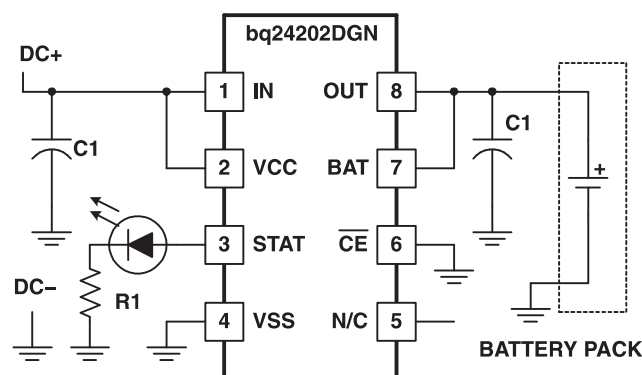 bq24202DGN
DC+
1 IN OUT 8
C1 C1
2 VCC BAT 7
+
3 STAT CE 6
DC–
R1
4 VSS N/C 5
BATTERY PACK